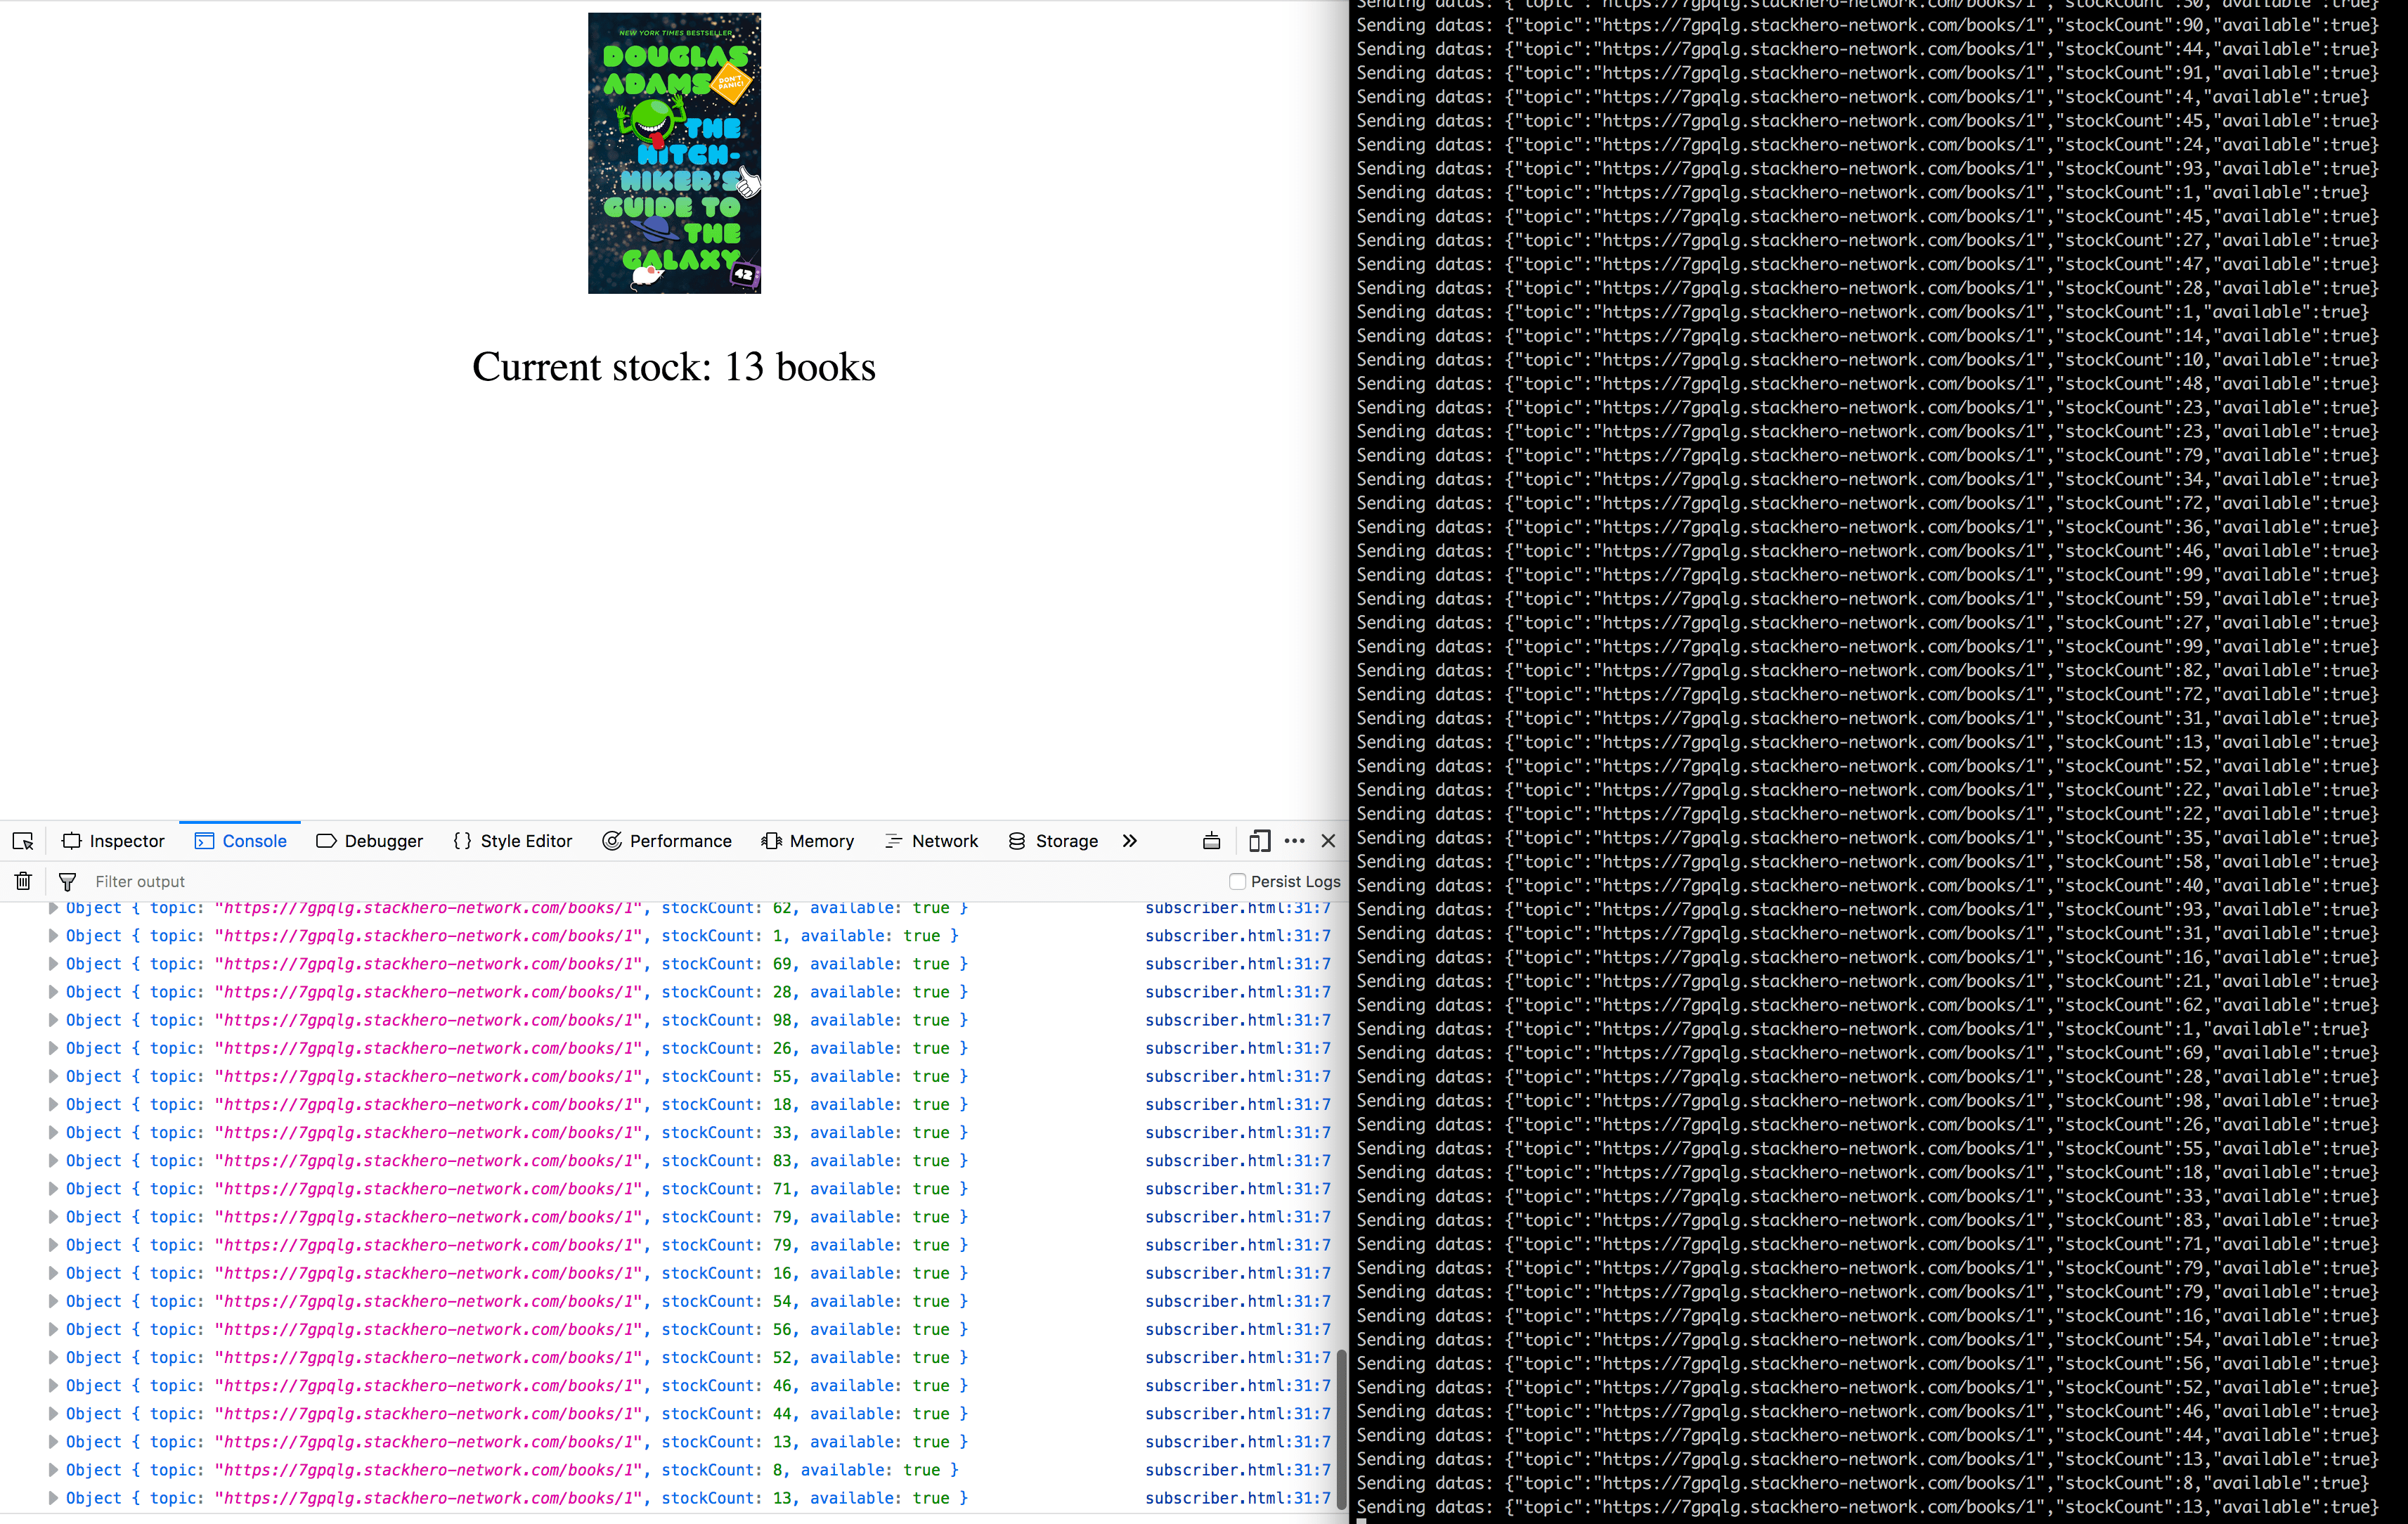 NEW YORK TIMES BESTSELLER
DOUGLAS
ADAMS
DON'T
PANIC!
THE
HITCH-
HIKER'S
GUIDE TO
THE
GALAXY
42
Current stock: 13 books
Inspector Console Debugger Style Editor Performance Memory Network Storage
Filter output Persist Logs
Object { topic: "https://7gpqlg.stackhero-network.com/books/1", stockCount: 62, available: true } subscriber.html:31:7
Object { topic: "https://7gpqlg.stackhero-network.com/books/1", stockCount: 1, available: true } subscriber.html:31:7
Object { topic: "https://7gpqlg.stackhero-network.com/books/1", stockCount: 69, available: true } subscriber.html:31:7
Object { topic: "https://7gpqlg.stackhero-network.com/books/1", stockCount: 28, available: true } subscriber.html:31:7
Object { topic: "https://7gpqlg.stackhero-network.com/books/1", stockCount: 98, available: true } subscriber.html:31:7
Object { topic: "https://7gpqlg.stackhero-network.com/books/1", stockCount: 26, available: true } subscriber.html:31:7
Object { topic: "https://7gpqlg.stackhero-network.com/books/1", stockCount: 55, available: true } subscriber.html:31:7
Object { topic: "https://7gpqlg.stackhero-network.com/books/1", stockCount: 18, available: true } subscriber.html:31:7
Object { topic: "https://7gpqlg.stackhero-network.com/books/1", stockCount: 33, available: true } subscriber.html:31:7
Object { topic: "https://7gpqlg.stackhero-network.com/books/1", stockCount: 83, available: true } subscriber.html:31:7
Object { topic: "https://7gpqlg.stackhero-network.com/books/1", stockCount: 71, available: true } subscriber.html:31:7
Object { topic: "https://7gpqlg.stackhero-network.com/books/1", stockCount: 79, available: true } subscriber.html:31:7
Object { topic: "https://7gpqlg.stackhero-network.com/books/1", stockCount: 79, available: true } subscriber.html:31:7
Object { topic: "https://7gpqlg.stackhero-network.com/books/1", stockCount: 16, available: true } subscriber.html:31:7
Object { topic: "https://7gpqlg.stackhero-network.com/books/1", stockCount: 54, available: true } subscriber.html:31:7
Object { topic: "https://7gpqlg.stackhero-network.com/books/1", stockCount: 56, available: true } subscriber.html:31:7
Object { topic: "https://7gpqlg.stackhero-network.com/books/1", stockCount: 52, available: true } subscriber.html:31:7
Object { topic: "https://7gpqlg.stackhero-network.com/books/1", stockCount: 46, available: true } subscriber.html:31:7
Object { topic: "https://7gpqlg.stackhero-network.com/books/1", stockCount: 44, available: true } subscriber.html:31:7
Object { topic: "https://7gpqlg.stackhero-network.com/books/1", stockCount: 13, available: true } subscriber.html:31:7
Object { topic: "https://7gpqlg.stackhero-network.com/books/1", stockCount: 8, available: true } subscriber.html:31:7
Object { topic: "https://7gpqlg.stackhero-network.com/books/1", stockCount: 13, available: true } subscriber.html:31:7
Sending datas: {"topic":"https://7gpqlg.stackhero-network.com/books/1","stockCount":50,"available":true}
Sending datas: {"topic":"https://7gpqlg.stackhero-network.com/books/1","stockCount":90,"available":true}
Sending datas: {"topic":"https://7gpqlg.stackhero-network.com/books/1","stockCount":44,"available":true}
Sending datas: {"topic":"https://7gpqlg.stackhero-network.com/books/1","stockCount":91,"available":true}
Sending datas: {"topic":"https://7gpqlg.stackhero-network.com/books/1","stockCount":4,"available":true}
Sending datas: {"topic":"https://7gpqlg.stackhero-network.com/books/1","stockCount":45,"available":true}
Sending datas: {"topic":"https://7gpqlg.stackhero-network.com/books/1","stockCount":24,"available":true}
Sending datas: {"topic":"https://7gpqlg.stackhero-network.com/books/1","stockCount":93,"available":true}
Sending datas: {"topic":"https://7gpqlg.stackhero-network.com/books/1","stockCount":1,"available":true}
Sending datas: {"topic":"https://7gpqlg.stackhero-network.com/books/1","stockCount":45,"available":true}
Sending datas: {"topic":"https://7gpqlg.stackhero-network.com/books/1","stockCount":27,"available":true}
Sending datas: {"topic":"https://7gpqlg.stackhero-network.com/books/1","stockCount":47,"available":true}
Sending datas: {"topic":"https://7gpqlg.stackhero-network.com/books/1","stockCount":28,"available":true}
Sending datas: {"topic":"https://7gpqlg.stackhero-network.com/books/1","stockCount":1,"available":true}
Sending datas: {"topic":"https://7gpqlg.stackhero-network.com/books/1","stockCount":14,"available":true}
Sending datas: {"topic":"https://7gpqlg.stackhero-network.com/books/1","stockCount":10,"available":true}
Sending datas: {"topic":"https://7gpqlg.stackhero-network.com/books/1","stockCount":48,"available":true}
Sending datas: {"topic":"https://7gpqlg.stackhero-network.com/books/1","stockCount":23,"available":true}
Sending datas: {"topic":"https://7gpqlg.stackhero-network.com/books/1","stockCount":23,"available":true}
Sending datas: {"topic":"https://7gpqlg.stackhero-network.com/books/1","stockCount":79,"available":true}
Sending datas: {"topic":"https://7gpqlg.stackhero-network.com/books/1","stockCount":34,"available":true}
Sending datas: {"topic":"https://7gpqlg.stackhero-network.com/books/1","stockCount":72,"available":true}
Sending datas: {"topic":"https://7gpqlg.stackhero-network.com/books/1","stockCount":36,"available":true}
Sending datas: {"topic":"https://7gpqlg.stackhero-network.com/books/1","stockCount":46,"available":true}
Sending datas: {"topic":"https://7gpqlg.stackhero-network.com/books/1","stockCount":99,"available":true}
Sending datas: {"topic":"https://7gpqlg.stackhero-network.com/books/1","stockCount":59,"available":true}
Sending datas: {"topic":"https://7gpqlg.stackhero-network.com/books/1","stockCount":27,"available":true}
Sending datas: {"topic":"https://7gpqlg.stackhero-network.com/books/1","stockCount":99,"available":true}
Sending datas: {"topic":"https://7gpqlg.stackhero-network.com/books/1","stockCount":82,"available":true}
Sending datas: {"topic":"https://7gpqlg.stackhero-network.com/books/1","stockCount":72,"available":true}
Sending datas: {"topic":"https://7gpqlg.stackhero-network.com/books/1","stockCount":31,"available":true}
Sending datas: {"topic":"https://7gpqlg.stackhero-network.com/books/1","stockCount":13,"available":true}
Sending datas: {"topic":"https://7gpqlg.stackhero-network.com/books/1","stockCount":52,"available":true}
Sending datas: {"topic":"https://7gpqlg.stackhero-network.com/books/1","stockCount":22,"available":true}
Sending datas: {"topic":"https://7gpqlg.stackhero-network.com/books/1","stockCount":22,"available":true}
Sending datas: {"topic":"https://7gpqlg.stackhero-network.com/books/1","stockCount":35,"available":true}
Sending datas: {"topic":"https://7gpqlg.stackhero-network.com/books/1","stockCount":58,"available":true}
Sending datas: {"topic":"https://7gpqlg.stackhero-network.com/books/1","stockCount":40,"available":true}
Sending datas: {"topic":"https://7gpqlg.stackhero-network.com/books/1","stockCount":93,"available":true}
Sending datas: {"topic":"https://7gpqlg.stackhero-network.com/books/1","stockCount":31,"available":true}
Sending datas: {"topic":"https://7gpqlg.stackhero-network.com/books/1","stockCount":16,"available":true}
Sending datas: {"topic":"https://7gpqlg.stackhero-network.com/books/1","stockCount":21,"available":true}
Sending datas: {"topic":"https://7gpqlg.stackhero-network.com/books/1","stockCount":62,"available":true}
Sending datas: {"topic":"https://7gpqlg.stackhero-network.com/books/1","stockCount":1,"available":true}
Sending datas: {"topic":"https://7gpqlg.stackhero-network.com/books/1","stockCount":69,"available":true}
Sending datas: {"topic":"https://7gpqlg.stackhero-network.com/books/1","stockCount":28,"available":true}
Sending datas: {"topic":"https://7gpqlg.stackhero-network.com/books/1","stockCount":98,"available":true}
Sending datas: {"topic":"https://7gpqlg.stackhero-network.com/books/1","stockCount":26,"available":true}
Sending datas: {"topic":"https://7gpqlg.stackhero-network.com/books/1","stockCount":55,"available":true}
Sending datas: {"topic":"https://7gpqlg.stackhero-network.com/books/1","stockCount":18,"available":true}
Sending datas: {"topic":"https://7gpqlg.stackhero-network.com/books/1","stockCount":33,"available":true}
Sending datas: {"topic":"https://7gpqlg.stackhero-network.com/books/1","stockCount":83,"available":true}
Sending datas: {"topic":"https://7gpqlg.stackhero-network.com/books/1","stockCount":71,"available":true}
Sending datas: {"topic":"https://7gpqlg.stackhero-network.com/books/1","stockCount":79,"available":true}
Sending datas: {"topic":"https://7gpqlg.stackhero-network.com/books/1","stockCount":79,"available":true}
Sending datas: {"topic":"https://7gpqlg.stackhero-network.com/books/1","stockCount":16,"available":true}
Sending datas: {"topic":"https://7gpqlg.stackhero-network.com/books/1","stockCount":54,"available":true}
Sending datas: {"topic":"https://7gpqlg.stackhero-network.com/books/1","stockCount":56,"available":true}
Sending datas: {"topic":"https://7gpqlg.stackhero-network.com/books/1","stockCount":52,"available":true}
Sending datas: {"topic":"https://7gpqlg.stackhero-network.com/books/1","stockCount":46,"available":true}
Sending datas: {"topic":"https://7gpqlg.stackhero-network.com/books/1","stockCount":44,"available":true}
Sending datas: {"topic":"https://7gpqlg.stackhero-network.com/books/1","stockCount":13,"available":true}
Sending datas: {"topic":"https://7gpqlg.stackhero-network.com/books/1","stockCount":8,"available":true}
Sending datas: {"topic":"https://7gpqlg.stackhero-network.com/books/1","stockCount":13,"available":true}